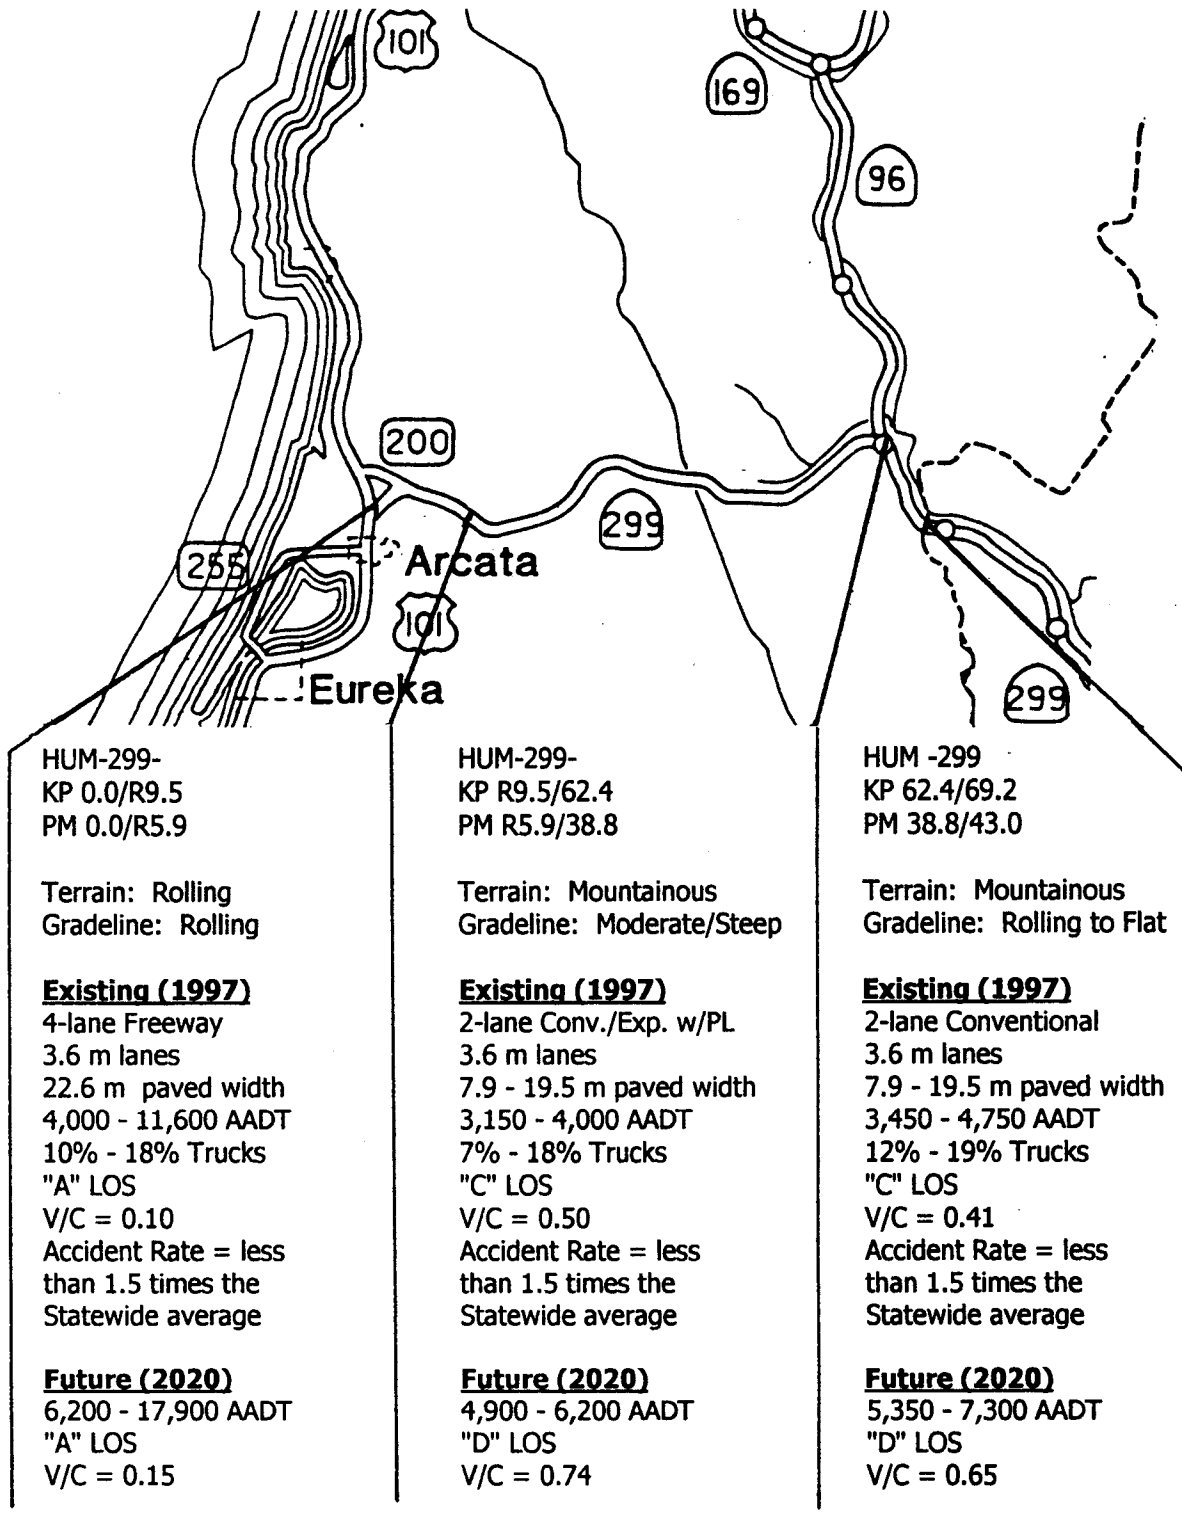 101
169
96
200
299
255
Arcata
101
Eureka
299
HUM-299-
KP 0.0/R9.5
PM 0.0/R5.9
Terrain: Rolling
Gradeline: Rolling
Existing (1997)
4-lane Freeway
3.6 m lanes
22.6 m paved width
4,000 - 11,600 AADT
10% - 18% Trucks
"A" LOS
V/C = 0.10
Accident Rate = less
than 1.5 times the
Statewide average
Future (2020)
6,200 - 17,900 AADT
"A" LOS
V/C = 0.15
HUM-299-
KP R9.5/62.4
PM R5.9/38.8
Terrain: Mountainous
Gradeline: Moderate/Steep
Existing (1997)
2-lane Conv./Exp. w/PL
3.6 m lanes
7.9 - 19.5 m paved width
3,150 - 4,000 AADT
7% - 18% Trucks
"C" LOS
V/C = 0.50
Accident Rate = less
than 1.5 times the
Statewide average
Future (2020)
4,900 - 6,200 AADT
"D" LOS
V/C = 0.74
HUM -299
KP 62.4/69.2
PM 38.8/43.0
Terrain: Mountainous
Gradeline: Rolling to Flat
Existing (1997)
2-lane Conventional
3.6 m lanes
7.9 - 19.5 m paved width
3,450 - 4,750 AADT
12% - 19% Trucks
"C" LOS
V/C = 0.41
Accident Rate = less
than 1.5 times the
Statewide average
Future (2020)
5,350 - 7,300 AADT
"D" LOS
V/C = 0.65